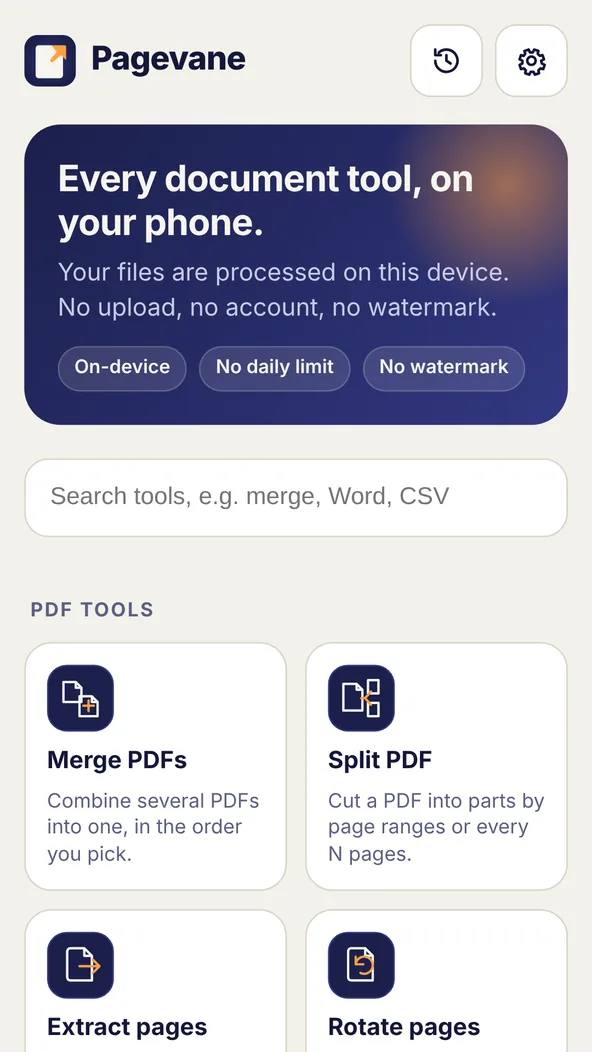 Pagevane
Every document tool, on
your phone.
Your files are processed on this device.
No upload, no account, no watermark.
On-device
No daily limit
No watermark
Search tools, e.g. merge, Word, CSV
PDF TOOLS
Merge PDFs
Combine several PDFs
into one, in the order
you pick.
Split PDF
Cut a PDF into parts by
page ranges or every
N pages.
Extract pages
Rotate pages